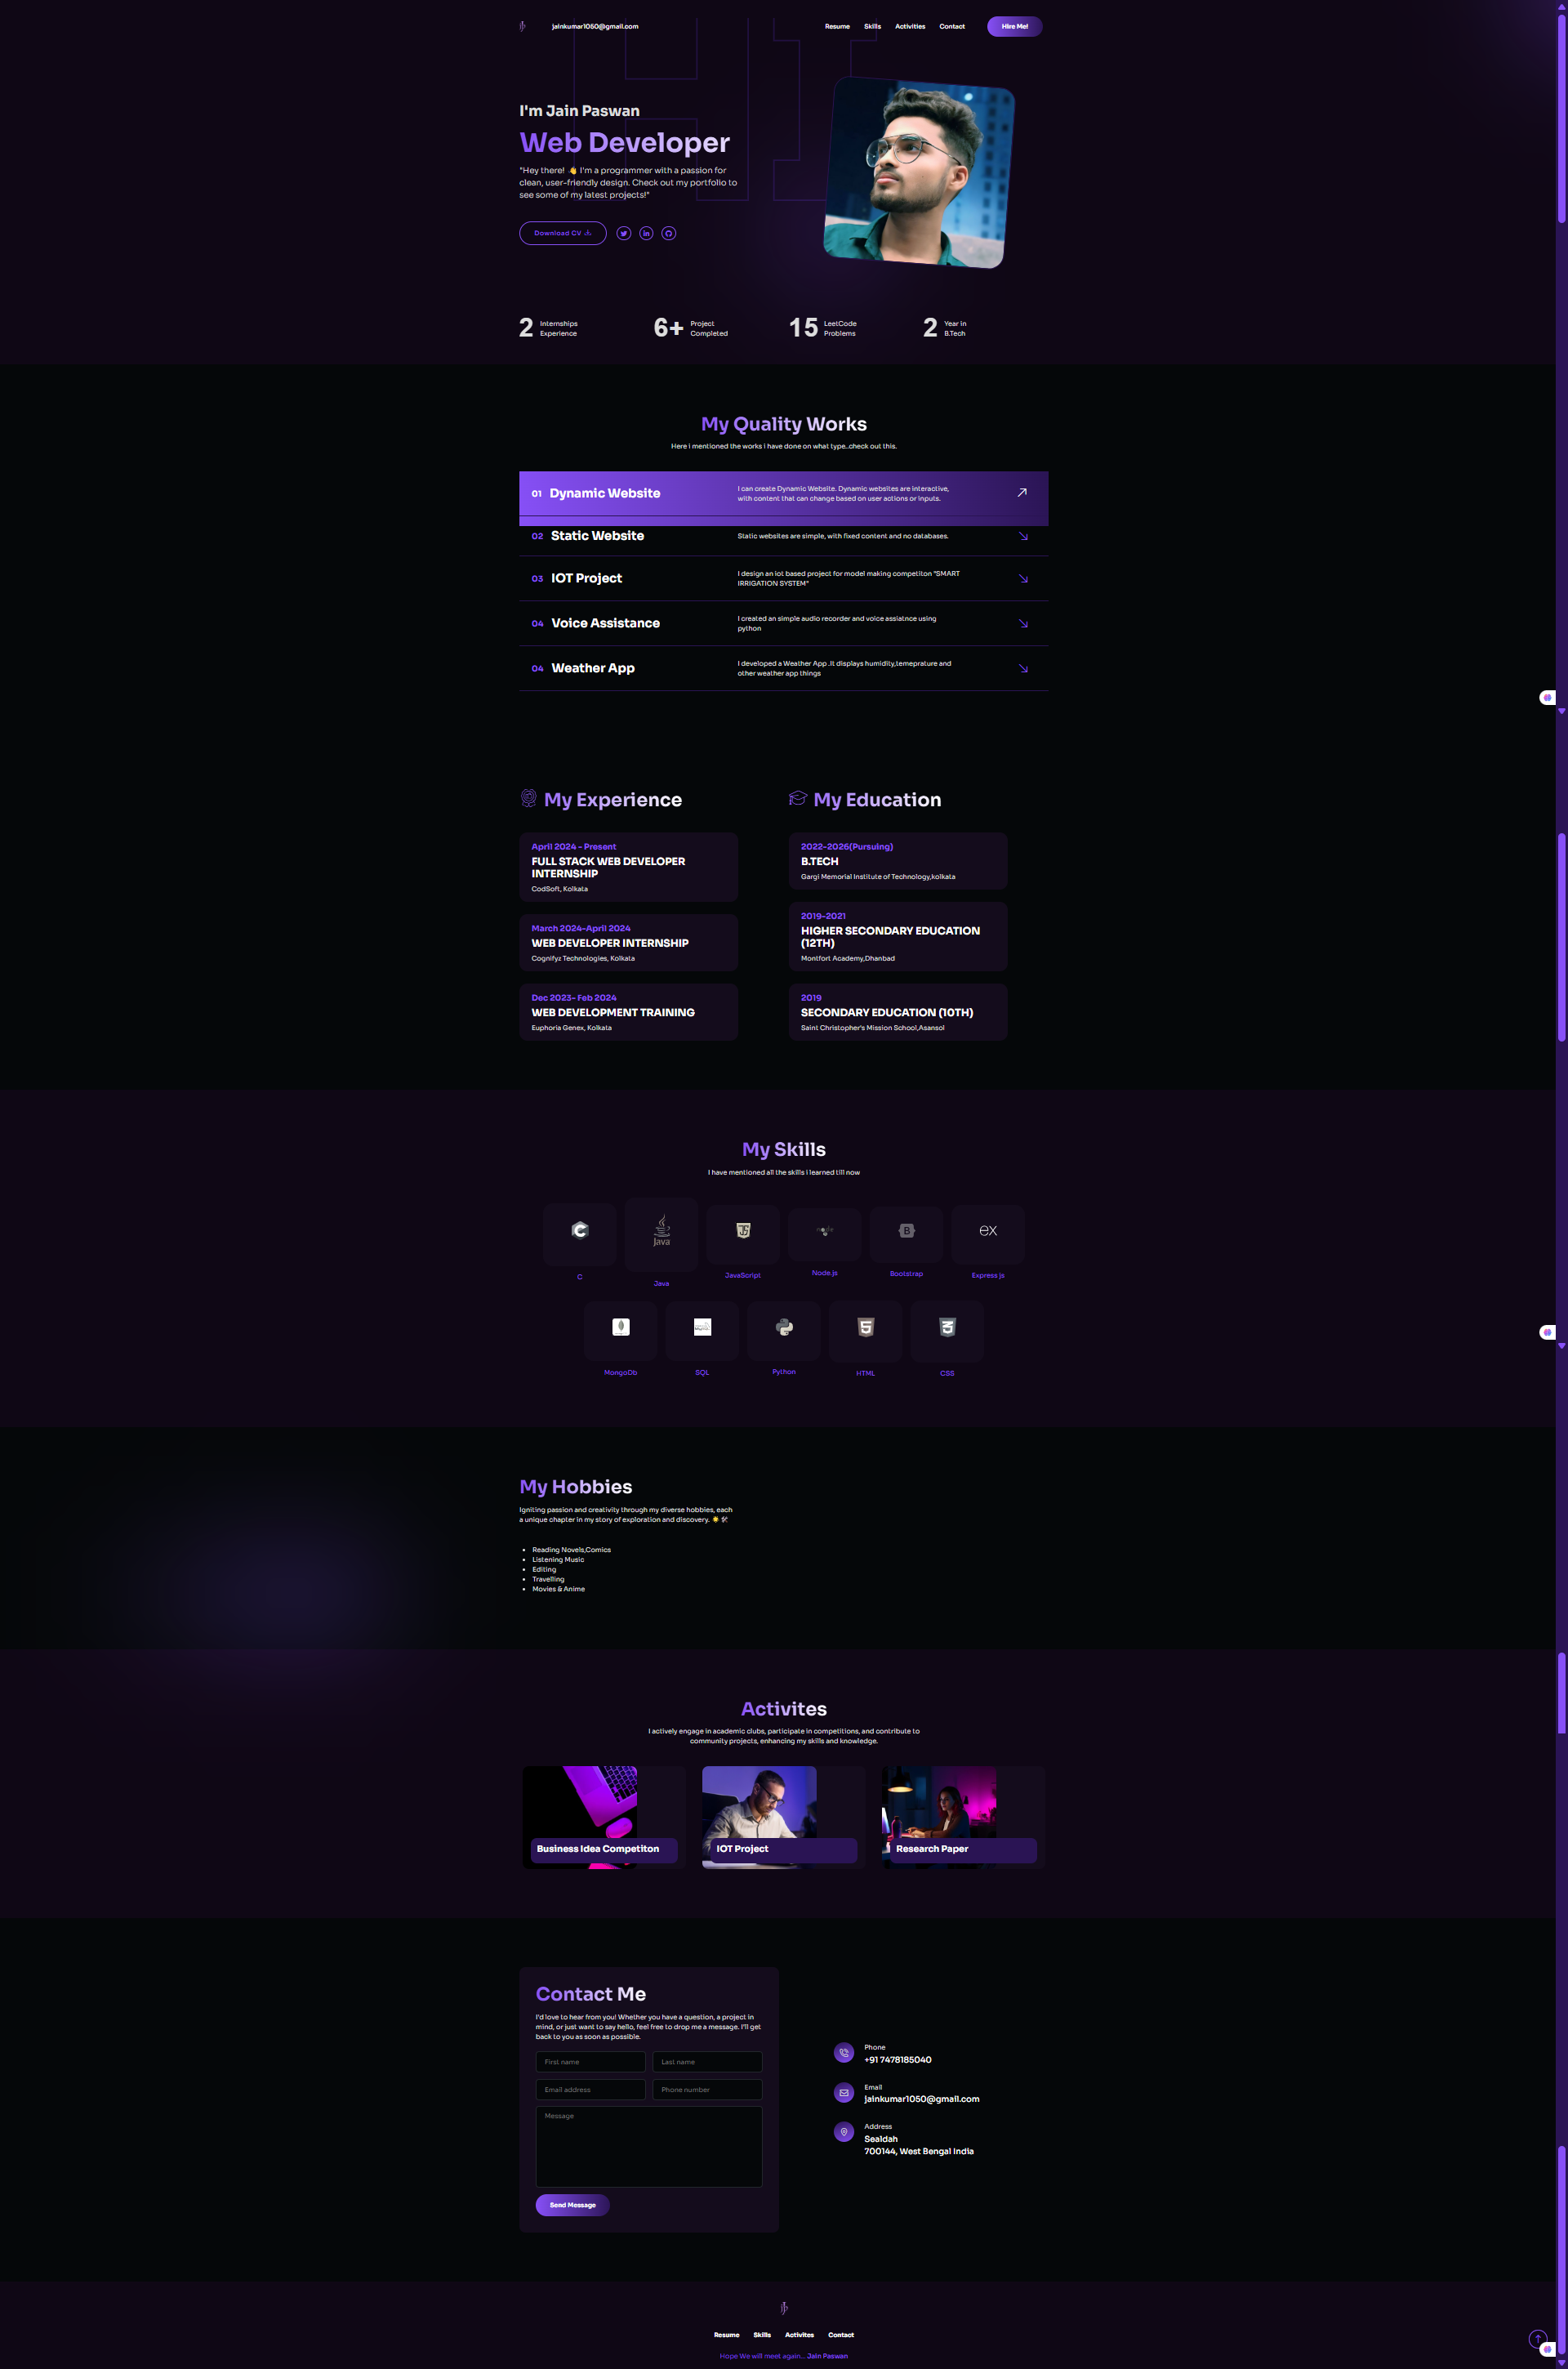 jainkumar1050@gmail.com
Resume Skills Activities Contact Hire Me!
HI
I'm Jain Paswan
Web Developer
"Hey there! 👋 I'm a programmer with a passion for
clean, user-friendly design. Check out my portfolio to
see some of my latest projects!"
Download CV
2 Internships
Experience
6+ Project
Completed
15 LeetCode
Problems
2 Year in
B.Tech
My Quality Works
Here i mentioned the works i have done on what type..check out this.
01 Dynamic Website
I can create Dynamic Website. Dynamic websites are interactive,
with content that can change based on user actions or inputs.
02 Static Website
Static websites are simple, with fixed content and no databases.
03 IOT Project
I design an iot based project for model making competiton "SMART
IRRIGATION SYSTEM"
04 Voice Assistance
I created an simple audio recorder and voice assiatnce using
python
04 Weather App
I developed a Weather App .It displays humidity,temeprature and
other weather app things
My Experience
April 2024 - Present
FULL STACK WEB DEVELOPER
INTERNSHIP
CodSoft, Kolkata
March 2024-April 2024
WEB DEVELOPER INTERNSHIP
Cognifyz Technologies, Kolkata
Dec 2023- Feb 2024
WEB DEVELOPMENT TRAINING
Euphoria Genex, Kolkata
My Education
2022-2026(Pursuing)
B.TECH
Gargi Memorial Institute of Technology,kolkata
2019-2021
HIGHER SECONDARY EDUCATION
(12TH)
Montfort Academy,Dhanbad
2019
SECONDARY EDUCATION (10TH)
Saint Christopher's Mission School,Asansol
My Skills
I have mentioned all the skills i learned till now
C
Java
Java
JavaScript
node
Node.js
B
Bootstrap
ex
Express js
MongoDb
SQL
Python
5
HTML
3
CSS
My Hobbies
Igniting passion and creativity through my diverse hobbies, each
a unique chapter in my story of exploration and discovery.
Reading Novels,Comics
Listening Music
Editing
Travelling
Movies & Anime
Activites
I actively engage in academic clubs, participate in competitions, and contribute to
community projects, enhancing my skills and knowledge.
Business Idea Competiton
IOT Project
Research Paper
Contact Me
I'd love to hear from you! Whether you have a question, a project in
mind, or just want to say hello, feel free to drop me a message. I'll get
back to you as soon as possible.
First name
Last name
Email address
Phone number
Message
Send Message
Phone
+91 7478185040
Email
jainkumar1050@gmail.com
Address
Sealdah
700144, West Bengal India
Resume Skills Activites Contact
Hope We will meet again... Jain Paswan